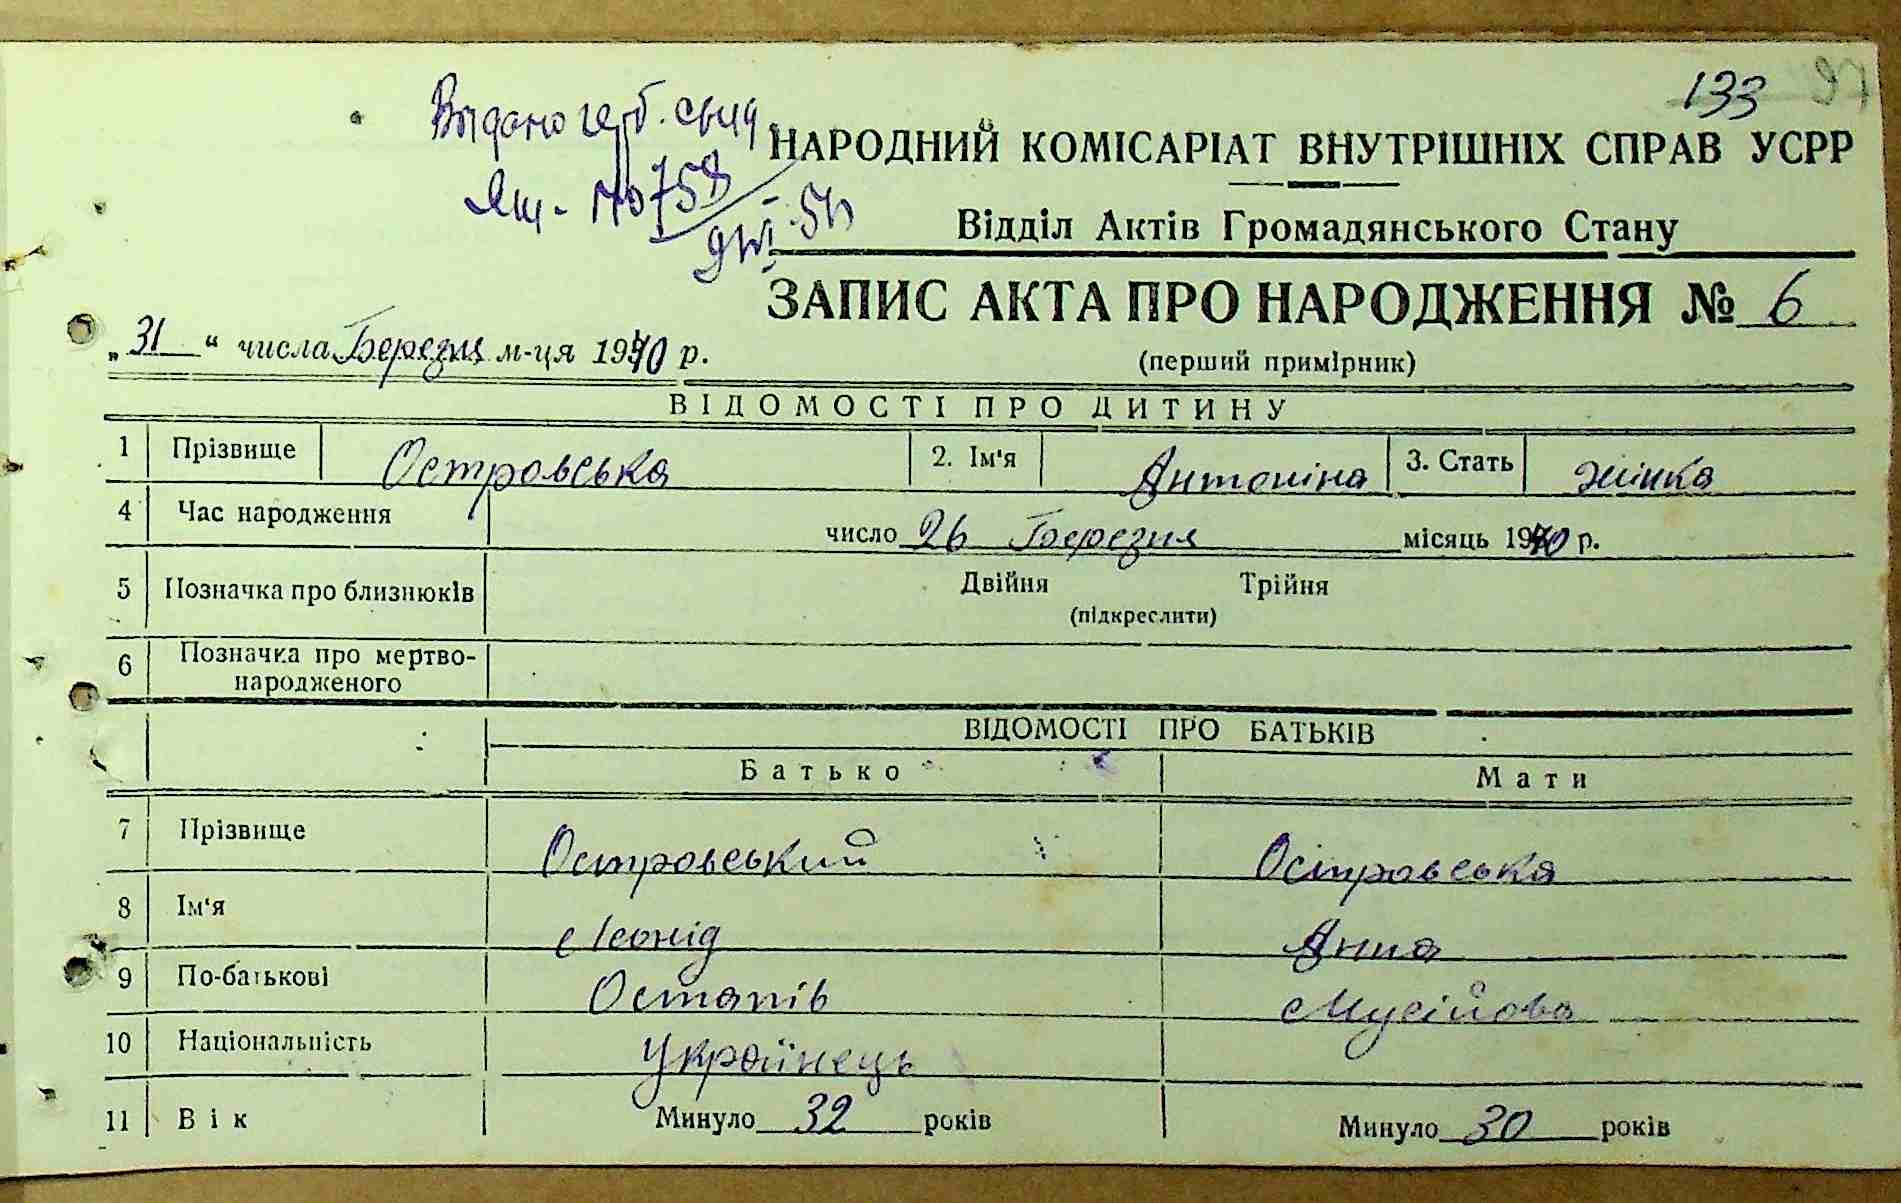 133
Видано герб. свид
НАРОДНИЙ КОМІСАРІАТ ВНУТРІШНІХ СПРАВ УСРР
Відділ Актів Громадянського Стану
ЗАПИС АКТА ПРО НАРОДЖЕННЯ № 6
„31“ числа Березня м-ця 1940 р.
(перший примірник)
ВІДОМОСТІ ПРО ДИТИНУ
1 Прізвище Островська 2. Ім'я Антоніна 3. Стать жінка
4 Час народження число 26 Березня місяць 1940 р.
5 Позначка про близнюків Двійня Трійня
(підкреслити)
6 Позначка про мертво-
народженого
ВІДОМОСТІ ПРО БАТЬКІВ
Батько Мати
7 Прізвище Островський Островська
8 Ім'я Леонід Анна
9 По-батькові Остапів Мусійова
10 Національність Українець
11 Вік Минуло 32 років Минуло 30 років